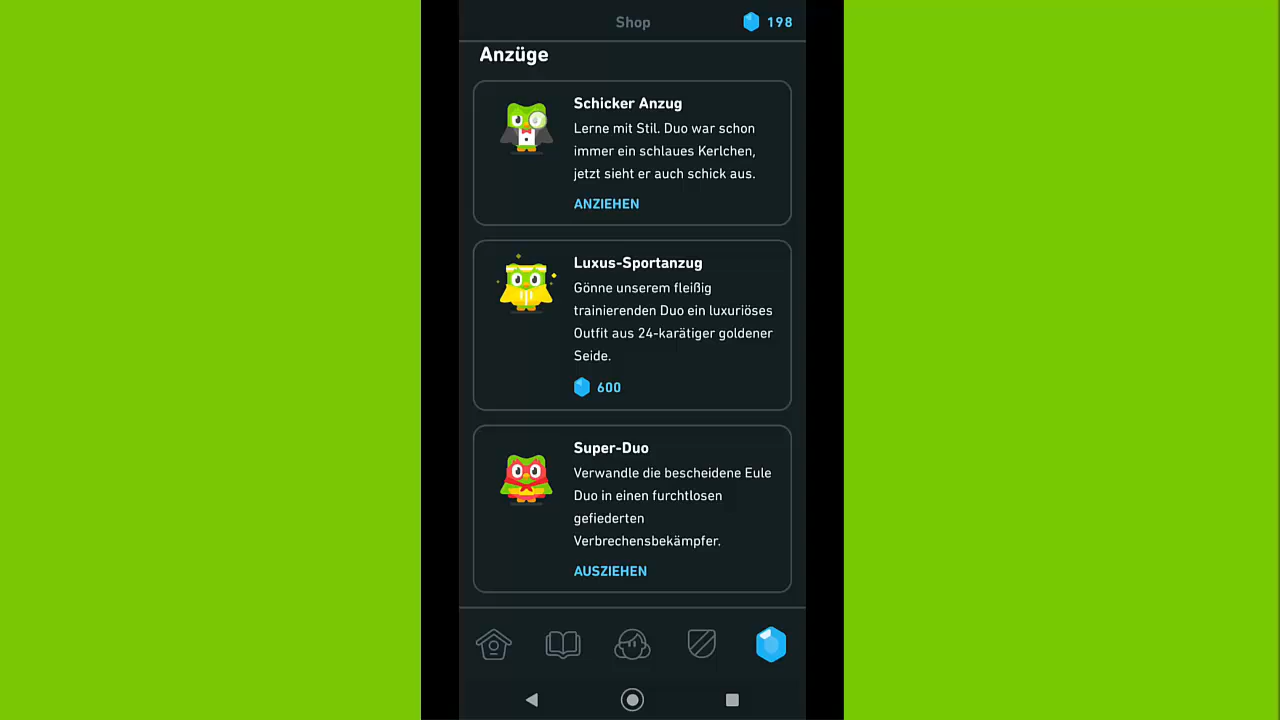 Shop
198
Anzüge
Schicker Anzug
Lerne mit Stil. Duo war schon
immer ein schlaues Kerlchen,
jetzt sieht er auch schick aus.
ANZIEHEN
Luxus-Sportanzug
Gönne unserem fleißig
trainierenden Duo ein luxuriöses
Outfit aus 24-karätiger goldener
Seide.
600
Super-Duo
Verwandle die bescheidene Eule
Duo in einen furchtlosen
gefiederten
Verbrechensbekämpfer.
AUSZIEHEN